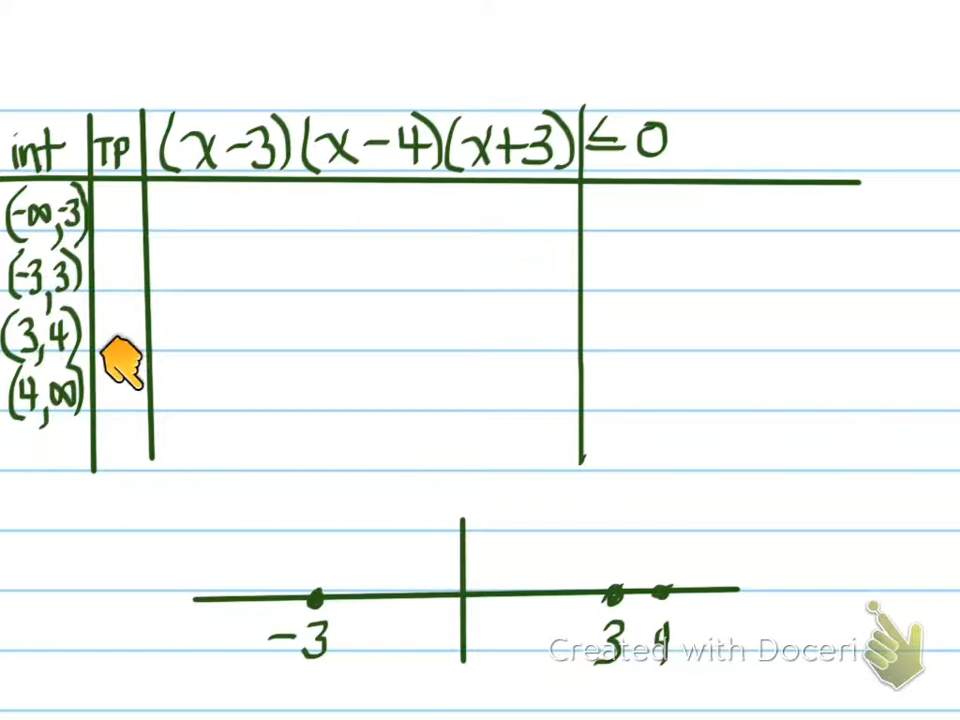 int TP (x-3)(x-4)(x+3) ≤ 0
(-∞,-3)
(-3,3)
(3,4)
(4,∞)
-3 3 4
Created with Doceri